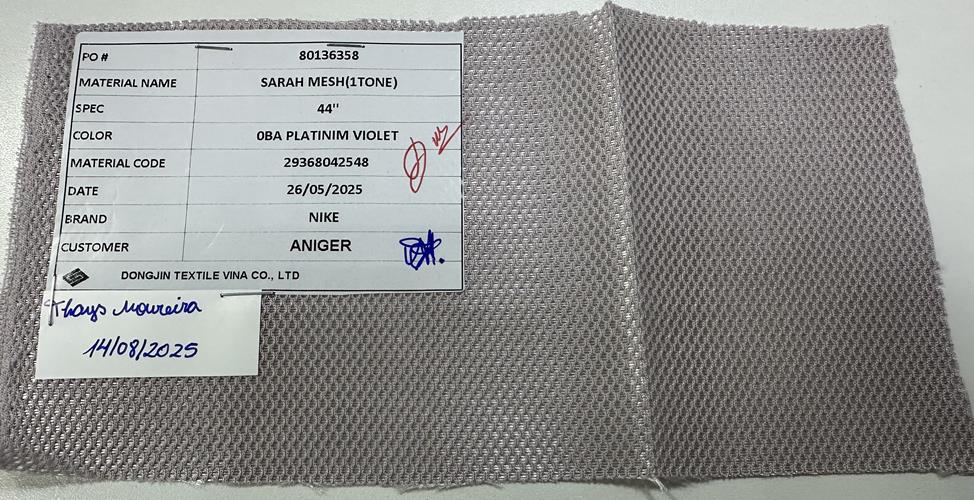 PO # 80136358
MATERIAL NAME SARAH MESH(1TONE)
SPEC 44"
COLOR 0BA PLATINIM VIOLET
MATERIAL CODE 29368042548
DATE 26/05/2025
BRAND NIKE
CUSTOMER ANIGER
DONGJIN TEXTILE VINA CO., LTD
Thays Moureira
14/08/2025